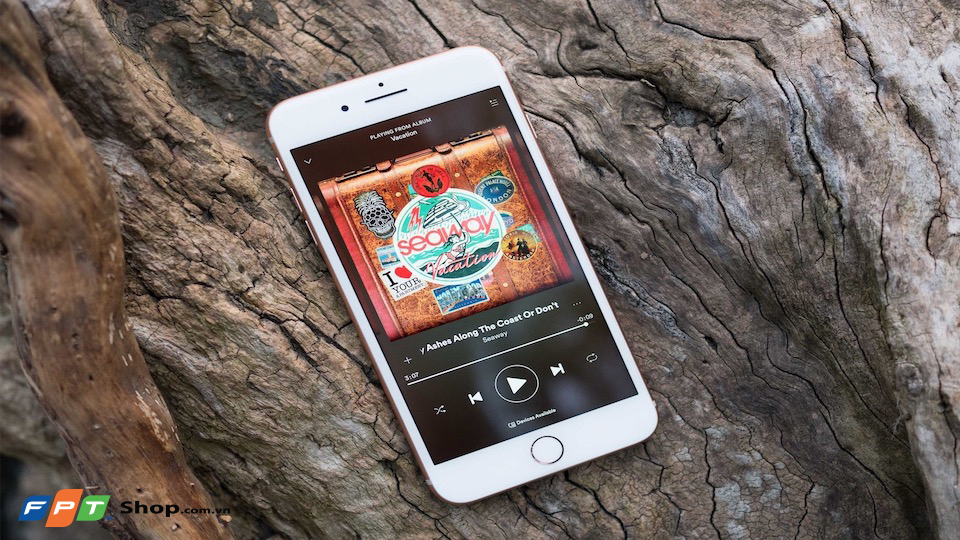 PLAYING FROM ALBUM
Vacation
LONDON
seaway
Vacation
I
YOUR
y Ashes Along The Coast Or Don't
Seaway
3:07
-0:09
Devices Available
FPT Shop.com.vn